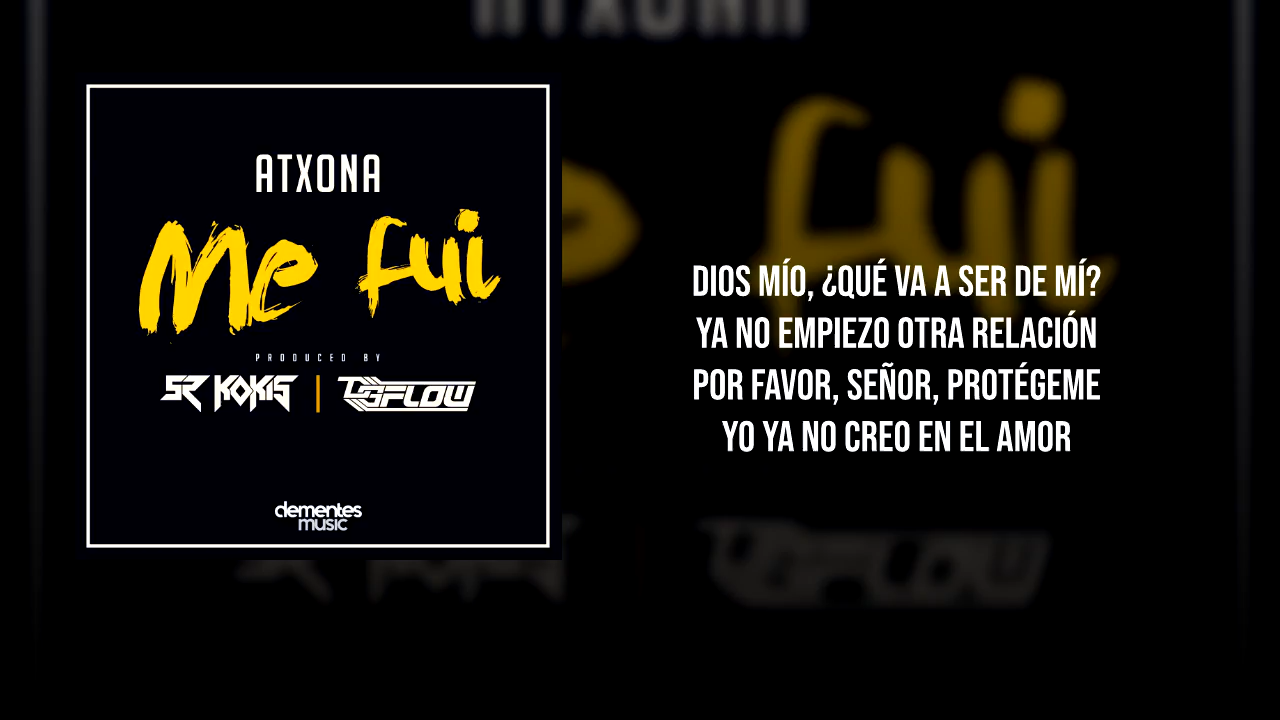 ATXONA
Me fui
PRODUCED BY
SR KOKIS | DGFLOW
dementes
music
DIOS MÍO, ¿QUÉ VA A SER DE MÍ?
YA NO EMPIEZO OTRA RELACIÓN
POR FAVOR, SEÑOR, PROTÉGEME
YO YA NO CREO EN EL AMOR